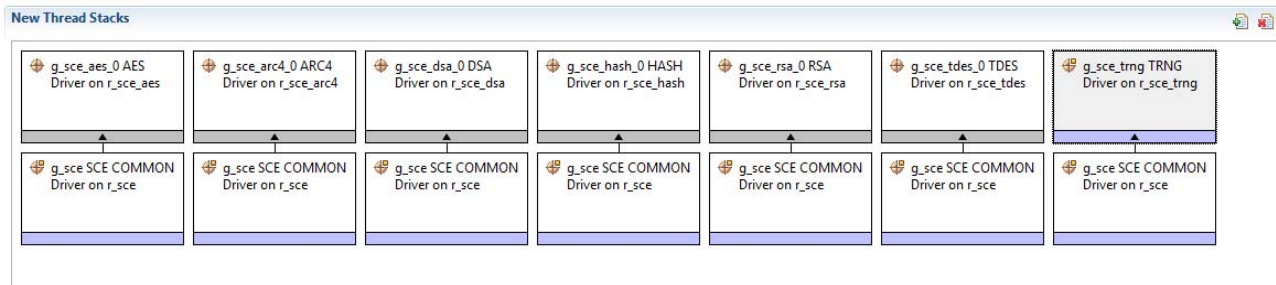 New Thread Stacks
g_sce_aes_0 AES
Driver on r_sce_aes
g_sce_arc4_0 ARC4
Driver on r_sce_arc4
g_sce_dsa_0 DSA
Driver on r_sce_dsa
g_sce_hash_0 HASH
Driver on r_sce_hash
g_sce_rsa_0 RSA
Driver on r_sce_rsa
g_sce_tdes_0 TDES
Driver on r_sce_tdes
g_sce_trng TRNG
Driver on r_sce_trng
g_sce SCE COMMON
Driver on r_sce
g_sce SCE COMMON
Driver on r_sce
g_sce SCE COMMON
Driver on r_sce
g_sce SCE COMMON
Driver on r_sce
g_sce SCE COMMON
Driver on r_sce
g_sce SCE COMMON
Driver on r_sce
g_sce SCE COMMON
Driver on r_sce